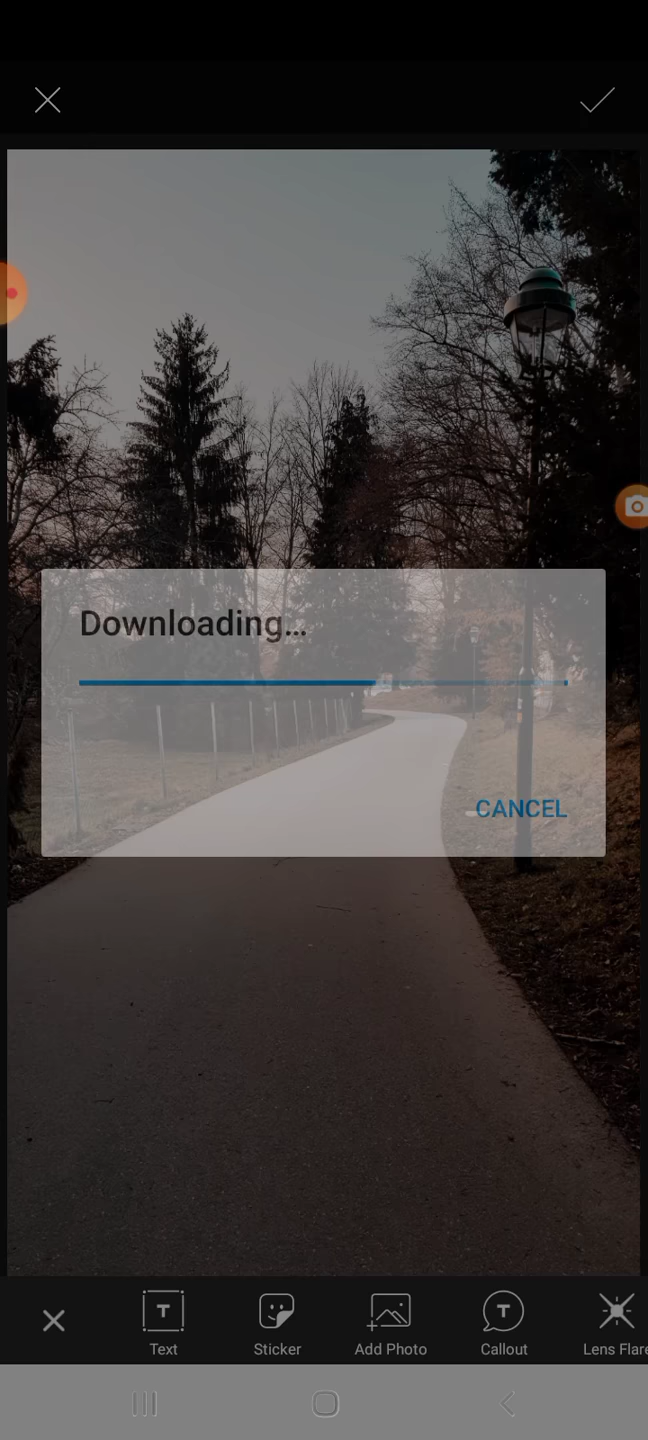 Downloading...
CANCEL
T
T
Text
Sticker
Add Photo
Callout
Lens Flare